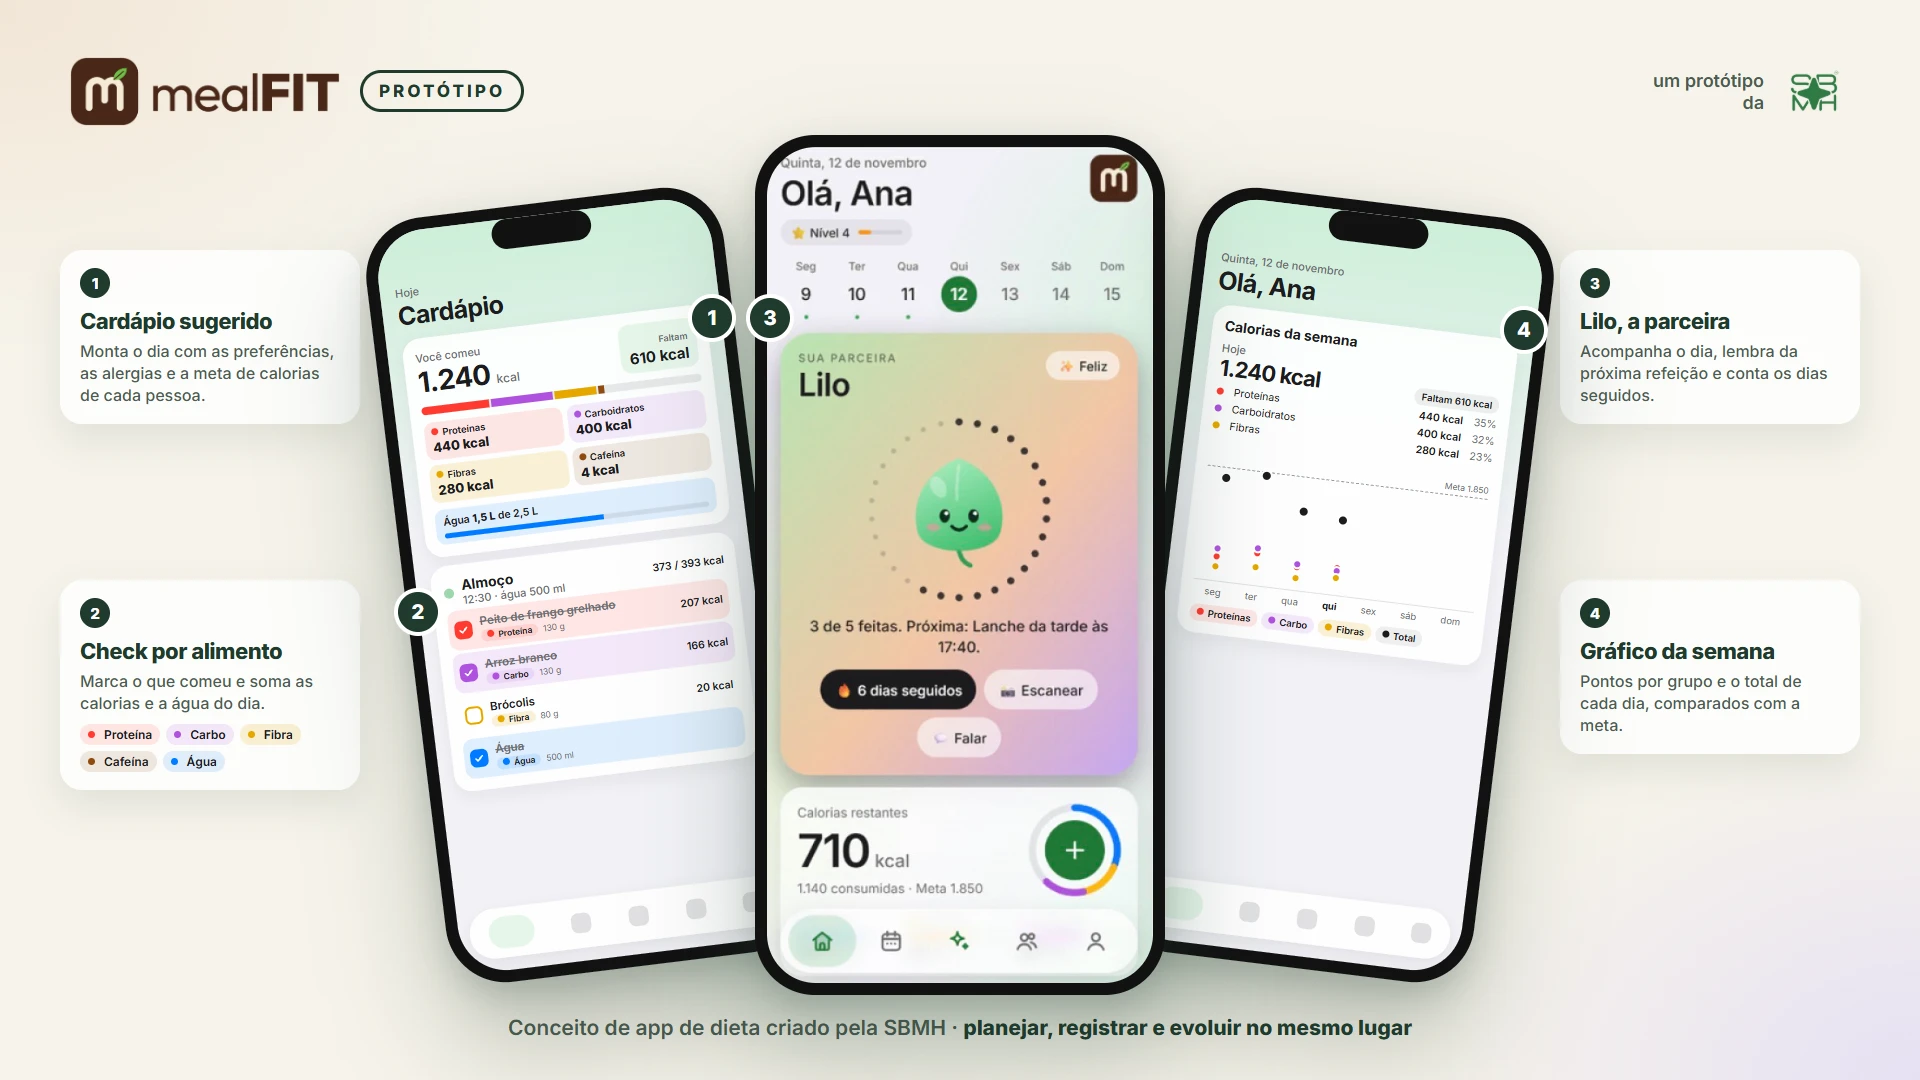 mealFIT
PROTÓTIPO
um protótipo
da
SB
MH
1
Cardápio sugerido
Monta o dia com as preferências,
as alergias e a meta de calorias
de cada pessoa.
2
Check por alimento
Marca o que comeu e soma as
calorias e a água do dia.
Proteína
Carbo
Fibra
Cafeína
Água
Hoje
Cardápio
1
Você comeu
1.240 kcal
Faltam
610 kcal
Proteínas
440 kcal
Carboidratos
400 kcal
Fibras
280 kcal
Cafeína
4 kcal
Água 1,5 L de 2,5 L
2
Almoço
373 / 393 kcal
12:30 · água 500 ml
Peito de frango grelhado
207 kcal
Proteína 130 g
Arroz branco
166 kcal
Carbo 130 g
Brócolis
20 kcal
Fibra 80 g
Água
Água 500 ml
3
Quinta, 12 de novembro
Olá, Ana
m
Nível 4
Seg Ter Qua Qui Sex Sáb Dom
9 10 11 12 13 14 15
SUA PARCEIRA
Lilo
Feliz
3 de 5 feitas. Próxima: Lanche da tarde às
17:40.
6 dias seguidos
Escanear
Falar
Calorias restantes
710 kcal
1.140 consumidas · Meta 1.850
Quinta, 12 de novembro
Olá, Ana
4
Calorias da semana
Hoje
1.240 kcal
Faltam 610 kcal
Proteínas 440 kcal 35%
Carboidratos 400 kcal 32%
Fibras 280 kcal 23%
Meta 1.850
seg ter qua qui sex sáb dom
Proteínas
Carbo
Fibras
Total
3
Lilo, a parceira
Acompanha o dia, lembra da
próxima refeição e conta os dias
seguidos.
4
Gráfico da semana
Pontos por grupo e o total de
cada dia, comparados com a
meta.
Conceito de app de dieta criado pela SBMH · planejar, registrar e evoluir no mesmo lugar